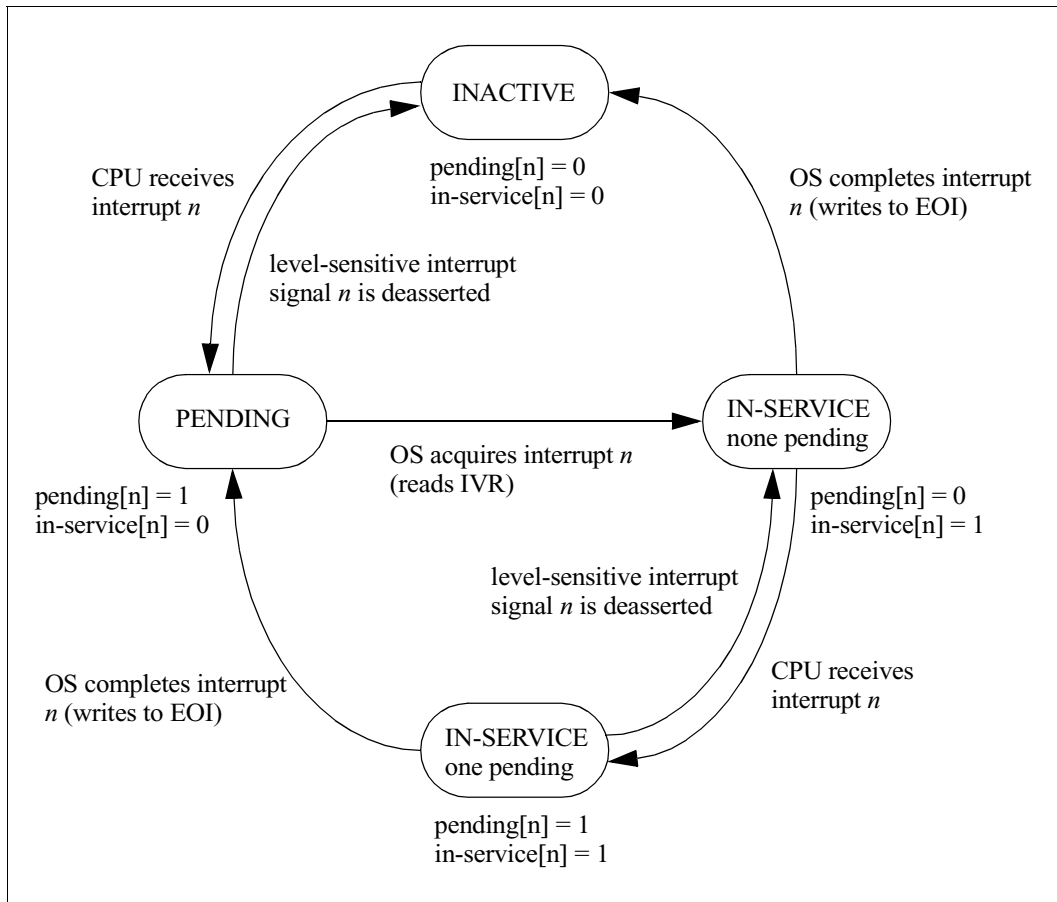 INACTIVE
pending[n] = 0
in-service[n] = 0
CPU receives
interrupt n
OS completes interrupt
n (writes to EOI)
level-sensitive interrupt
signal n is deasserted
PENDING
IN-SERVICE
none pending
OS acquires interrupt n
(reads IVR)
pending[n] = 1
in-service[n] = 0
pending[n] = 0
in-service[n] = 1
level-sensitive interrupt
signal n is deasserted
OS completes interrupt
n (writes to EOI)
CPU receives
interrupt n
IN-SERVICE
one pending
pending[n] = 1
in-service[n] = 1